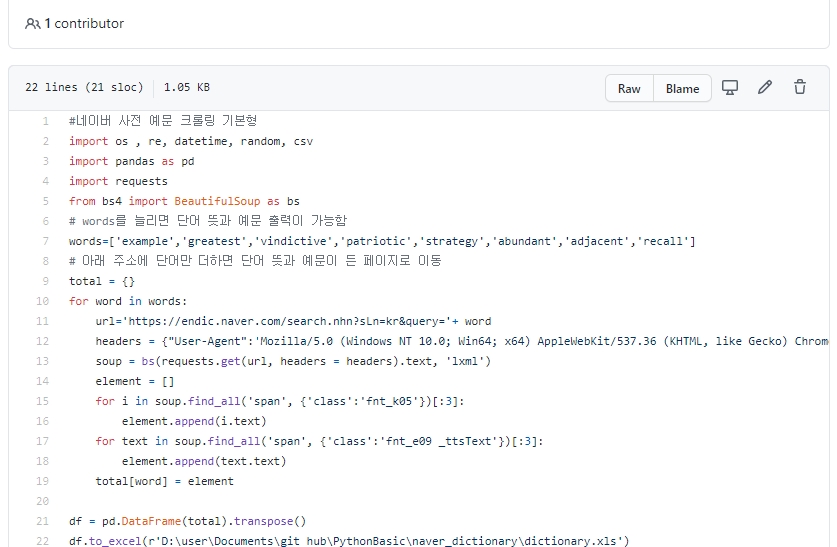 1 contributor
22 lines (21 sloc) 1.05 KB Raw Blame
1 #네이버 사전 예문 크롤링 기본형
2 import os , re, datetime, random, csv
3 import pandas as pd
4 import requests
5 from bs4 import BeautifulSoup as bs
6 # words를 늘리면 단어 뜻과 예문 출력이 가능함
7 words=['example','greatest','vindictive','patriotic','strategy','abundant','adjacent','recall']
8 # 아래 주소에 단어만 더하면 단어 뜻과 예문이 든 페이지로 이동
9 total = {}
10 for word in words:
11     url='https://endic.naver.com/search.nhn?sLn=kr&query='+ word
12     headers = {"User-Agent":'Mozilla/5.0 (Windows NT 10.0; Win64; x64) AppleWebKit/537.36 (KHTML, like Gecko) Chrom
13     soup = bs(requests.get(url, headers = headers).text, 'lxml')
14     element = []
15     for i in soup.find_all('span', {'class':'fnt_k05'})[:3]:
16         element.append(i.text)
17     for text in soup.find_all('span', {'class':'fnt_e09 _ttsText'})[:3]:
18         element.append(text.text)
19     total[word] = element
20
21 df = pd.DataFrame(total).transpose()
22 df.to_excel(r'D:\user\Documents\git hub\PythonBasic\naver_dictionary\dictionary.xls')